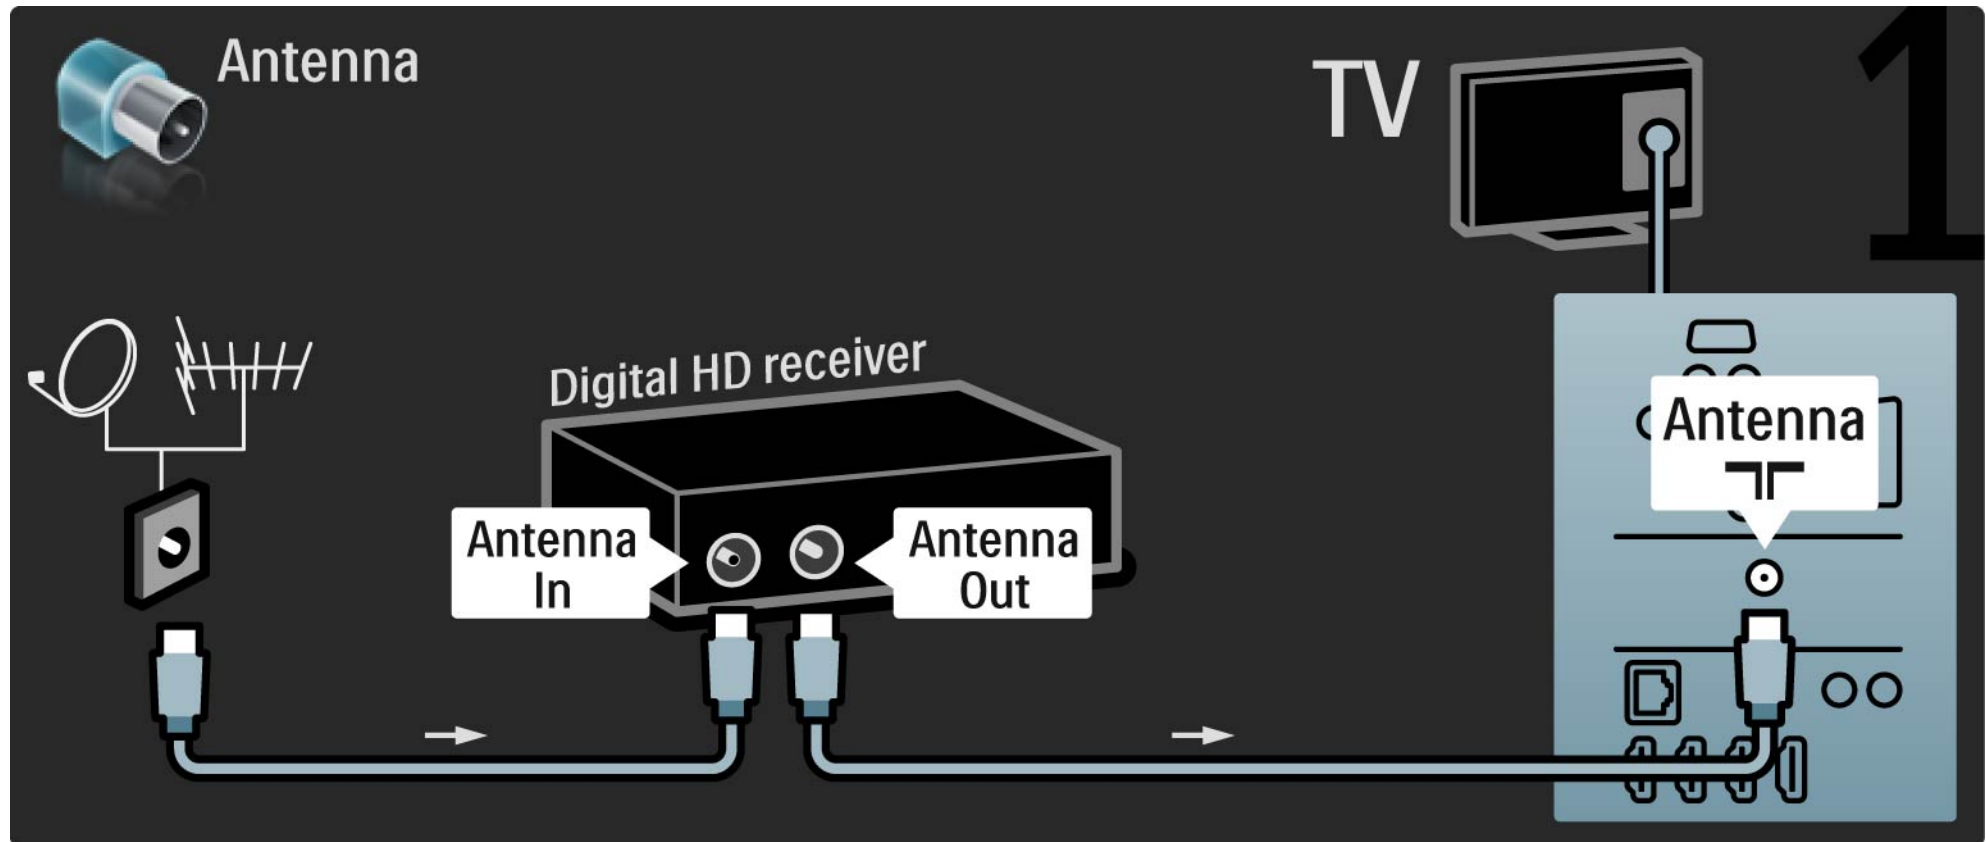 Antenna
TV
1
Digital HD receiver
Antenna
Antenna
In
Antenna
Out